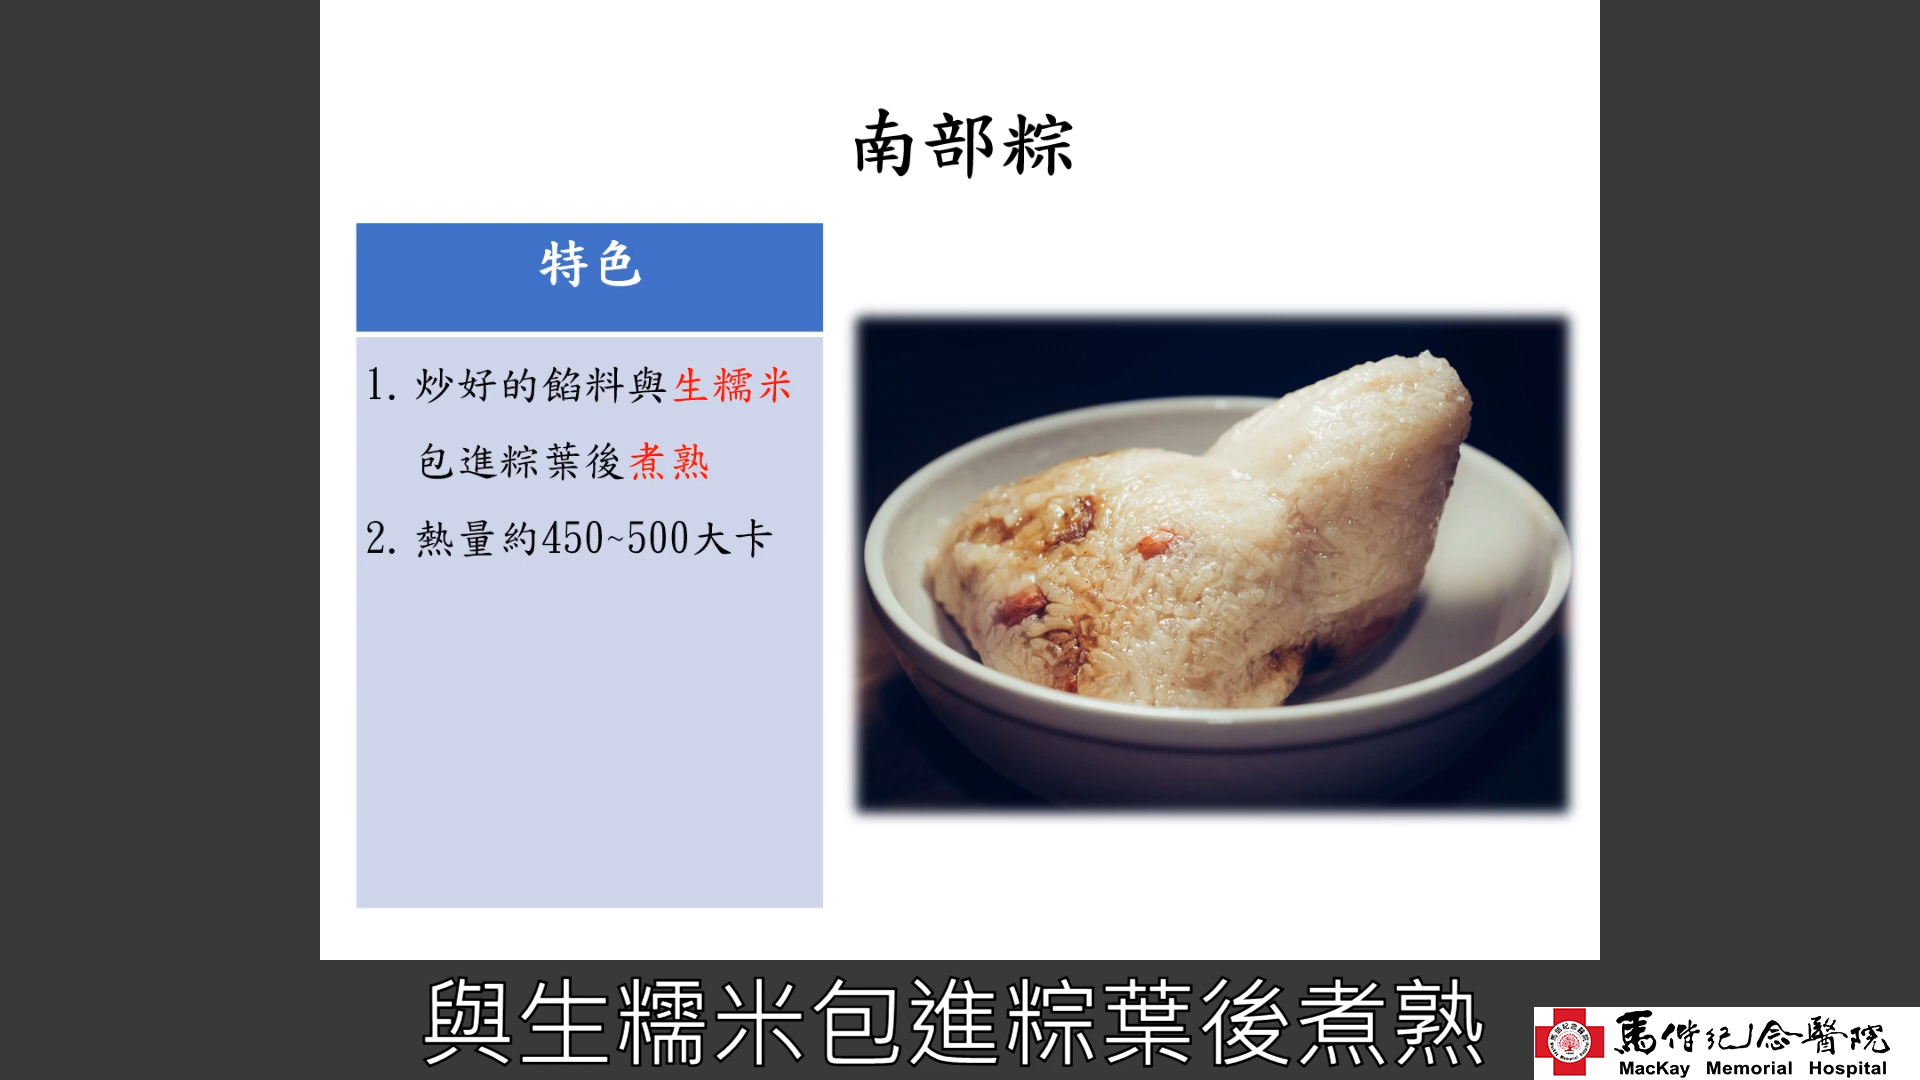 南部粽
特色
1. 炒好的餡料與生糯米
包進粽葉後煮熟
2. 熱量約450~500大卡
與生糯米包進粽葉後煮熟
馬偕紀念醫院
MacKay Memorial Hospital